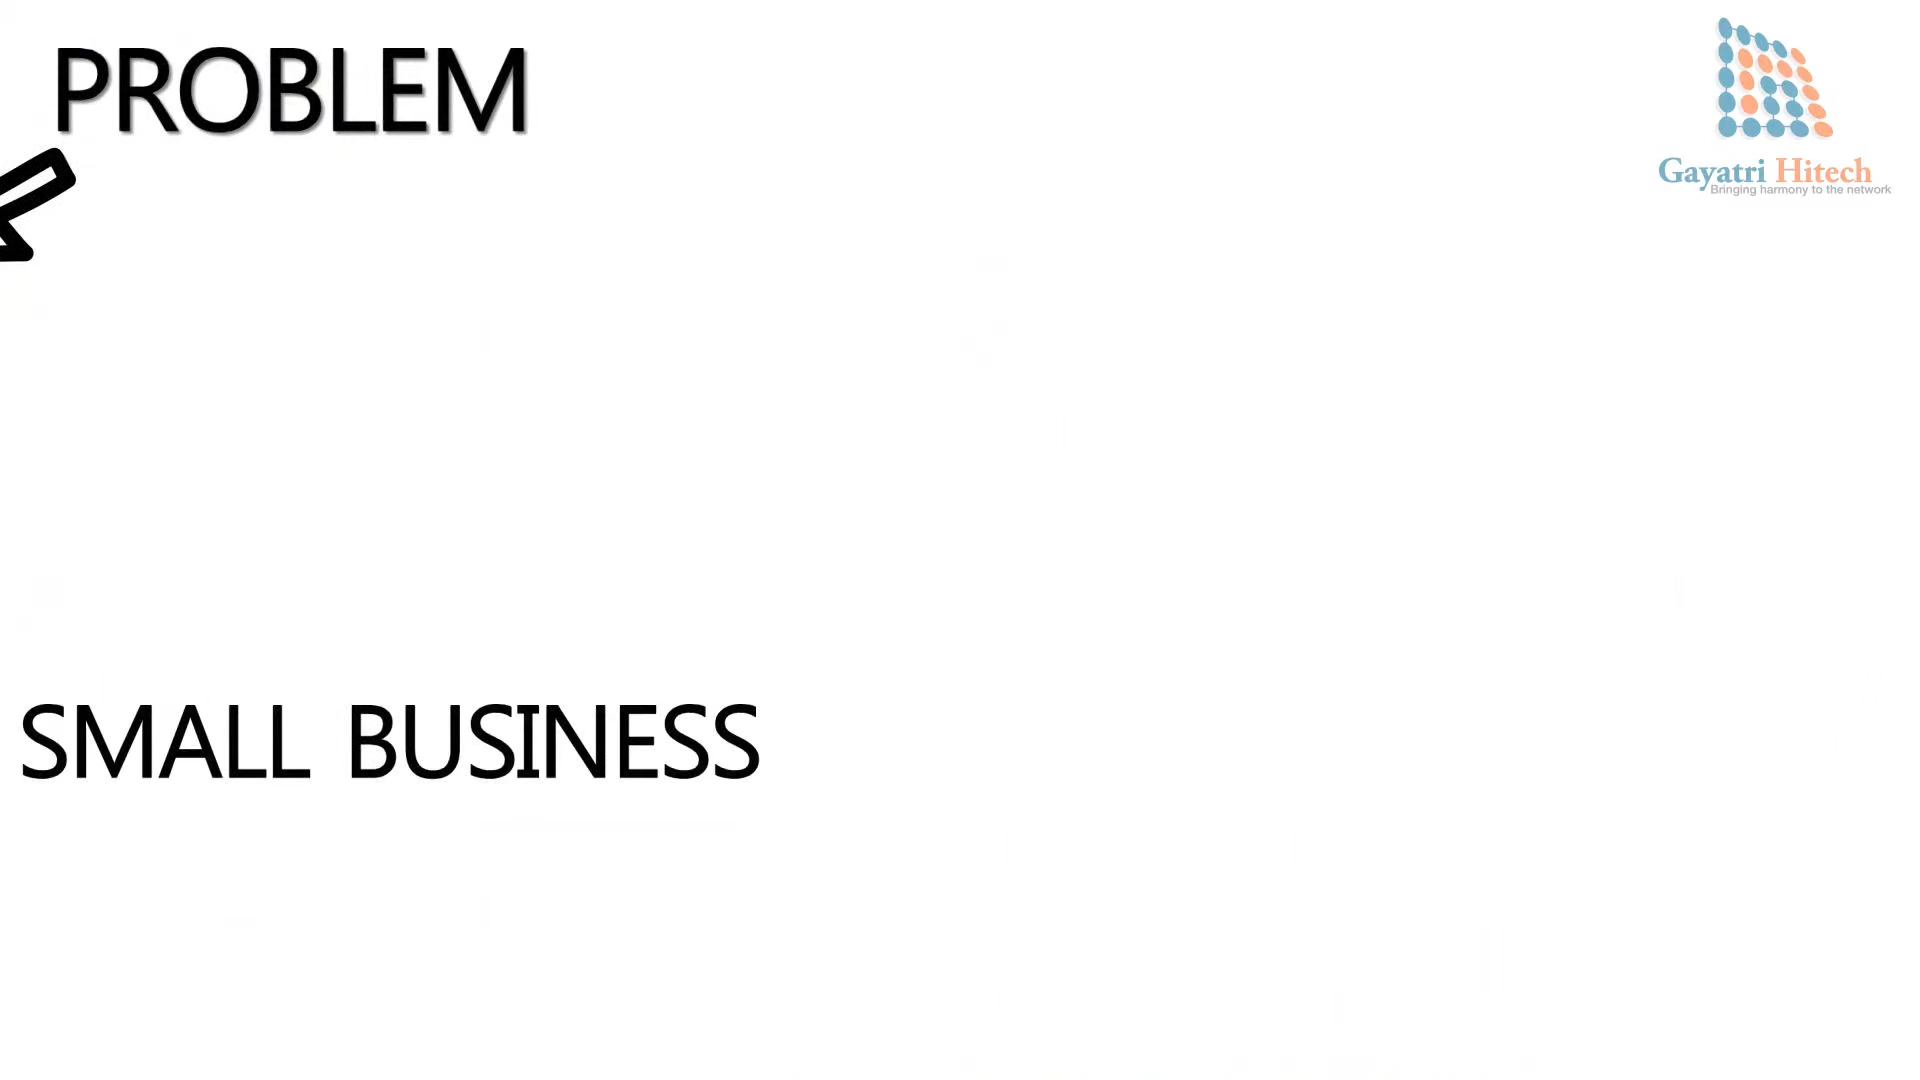 PROBLEM
Gayatri Hitech
Bringing harmony to the network
SMALL BUSINESS